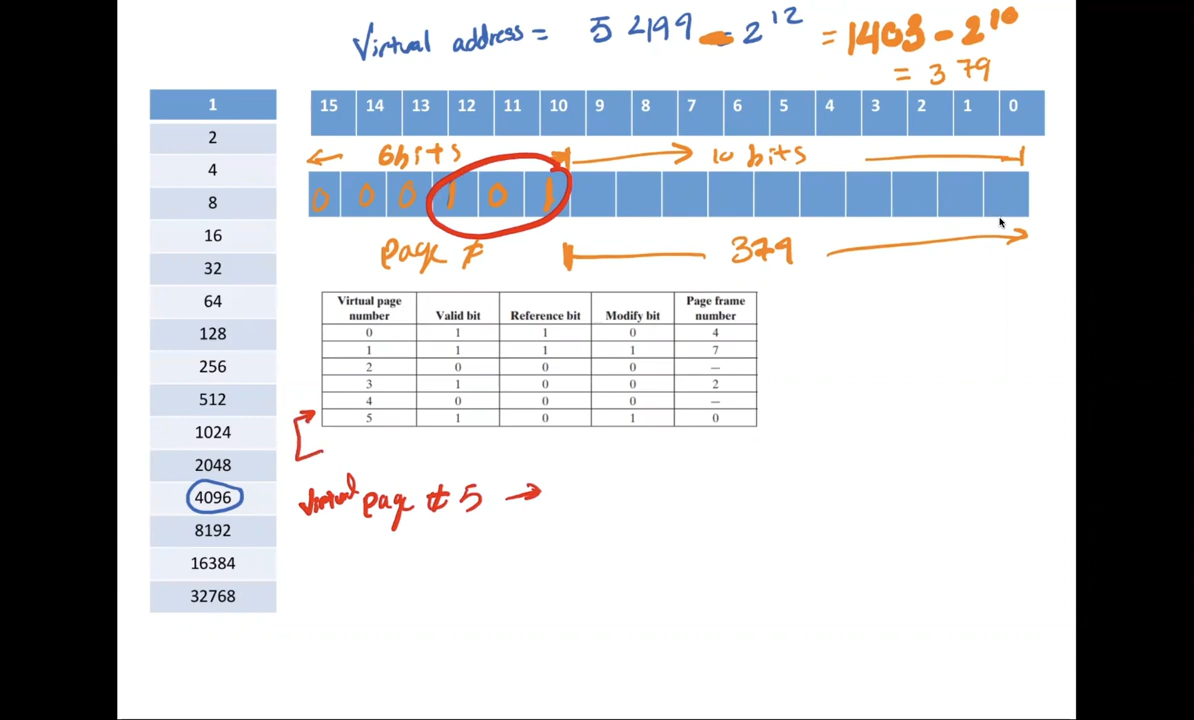 Virtual address = 5499 - 2^12 = 1403 - 2^10
= 379
1
2
4
8
16
32
64
128
256
512
1024
2048
4096
8192
16384
32768
15 14 13 12 11 10 9 8 7 6 5 4 3 2 1 0
6bits 10 bits
0 0 0 1 0 1
page # 379
Virtual page number Valid bit Reference bit Modify bit Page frame number
0 1 1 0 4
1 1 1 1 7
2 0 0 0 —
3 1 0 0 2
4 0 0 0 —
5 1 0 1 0
Virtual page # 5 →